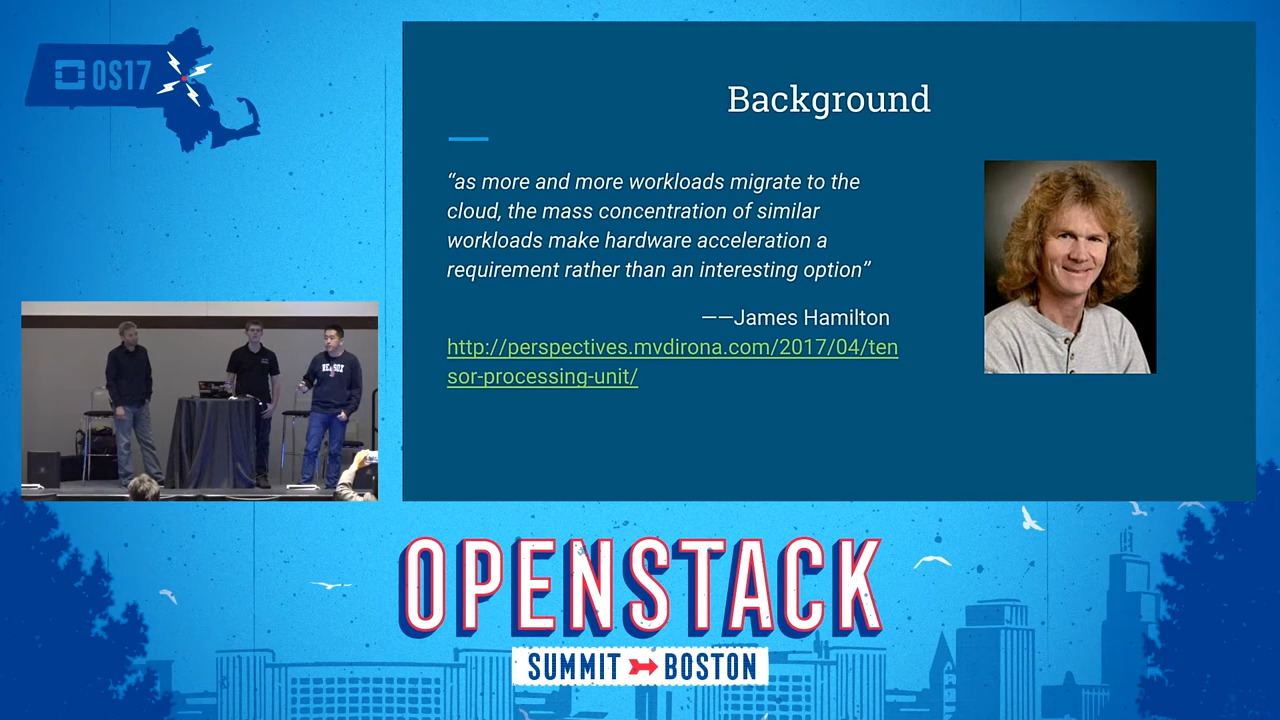 OS17
Background
“as more and more workloads migrate to the
cloud, the mass concentration of similar
workloads make hardware acceleration a
requirement rather than an interesting option”
——James Hamilton
http://perspectives.mvdirona.com/2017/04/ten
sor-processing-unit/
OPENSTACK
SUMMIT BOSTON